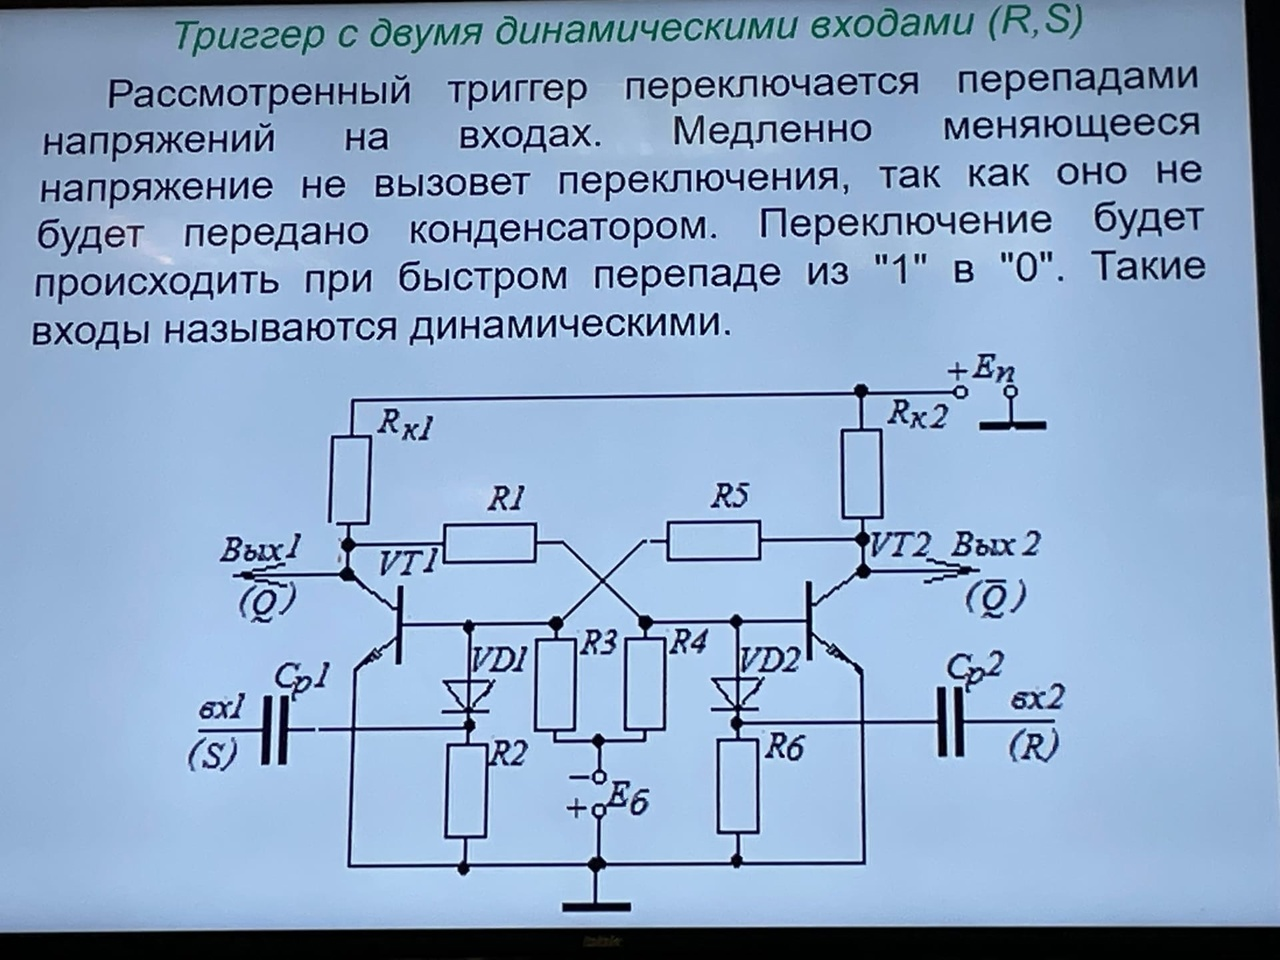 Триггер с двумя динамическими входами (R,S)
Рассмотренный триггер переключается перепадами
напряжений на входах. Медленно меняющееся
напряжение не вызовет переключения, так как оно не
будет передано конденсатором. Переключение будет
происходить при быстром перепаде из "1" в "0". Такие
входы называются динамическими.
+Eп
Rк1
Rк2
R1
R5
Вых1
VT1
VT2
Вых 2
(Q)
(Q̅)
R3
R4
VD1
VD2
Ср1
Ср2
вх1
вх2
(S)
(R)
R2
R6
−
+
Eб